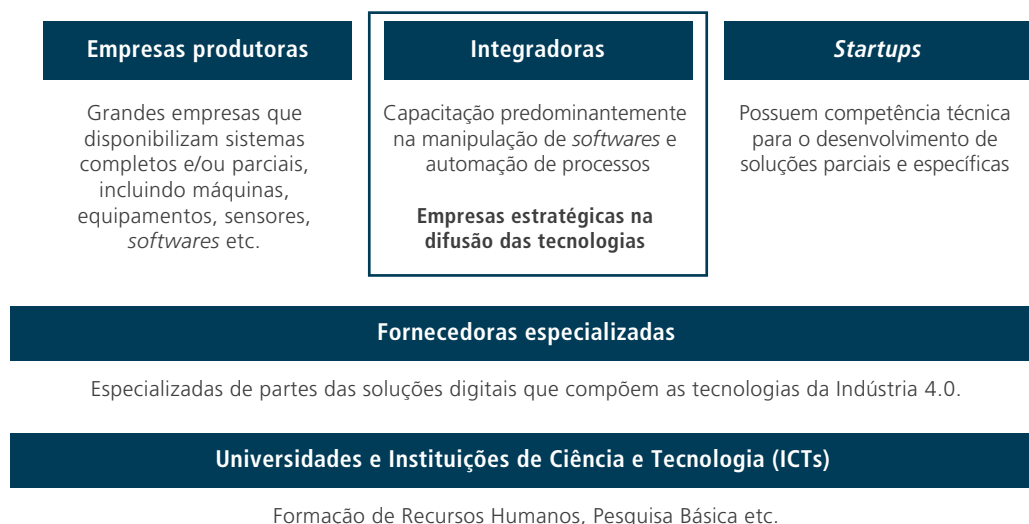 Empresas produtoras
Grandes empresas que
disponibilizam sistemas
completos e/ou parciais,
incluindo máquinas,
equipamentos, sensores,
softwares etc.
Integradoras
Capacitação predominantemente
na manipulação de softwares e
automação de processos
Empresas estratégicas na
difusão das tecnologias
Startups
Possuem competência técnica
para o desenvolvimento de
soluções parciais e específicas
Fornecedoras especializadas
Especializadas de partes das soluções digitais que compõem as tecnologias da Indústria 4.0.
Universidades e Instituições de Ciência e Tecnologia (ICTs)
Formação de Recursos Humanos, Pesquisa Básica etc.